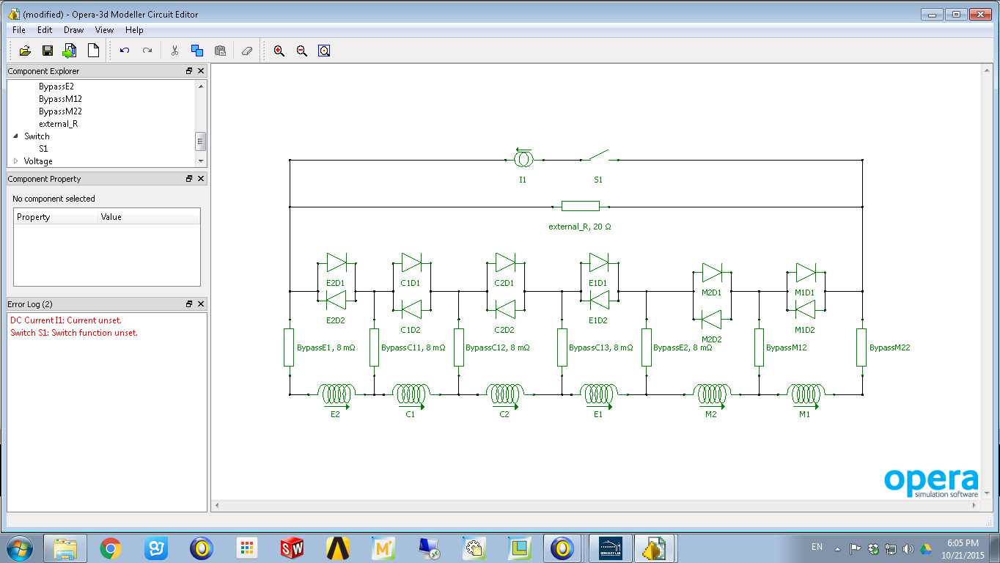 (modified) - Opera-3d Modeller Circuit Editor
File Edit Draw View Help
Component Explorer
BypassE2
BypassM12
BypassM22
external_R
Switch
S1
Voltage
Component Property
No component selected
Property Value
Error Log (2)
DC Current I1: Current unset.
Switch S1: Switch function unset.
I1 S1
external_R, 20 Ω
E2D1 C1D1 C2D1 E1D1 M2D1 M1D1
E2D2 C1D2 C2D2 E1D2 M2D2 M1D2
BypassE1, 8 mΩ BypassC11, 8 mΩ BypassC12, 8 mΩ BypassC13, 8 mΩ BypassE2, 8 mΩ BypassM12 BypassM22
E2 C1 C2 E1 M2 M1
opera
simulation software
SW
M
BERKELEY LAB
EN
6:05 PM
10/21/2015